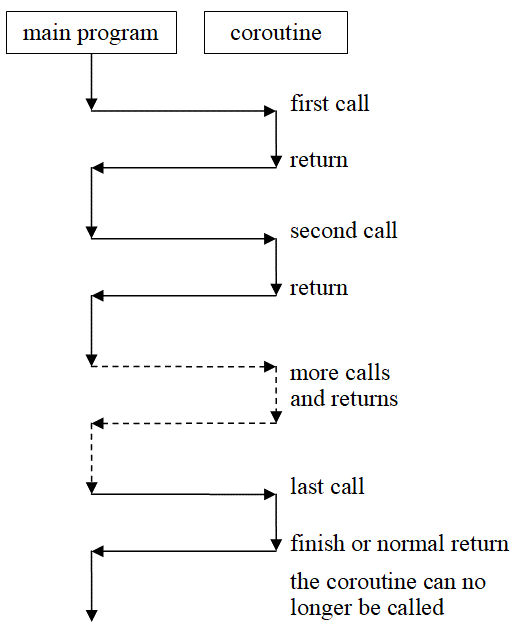 main program
coroutine
first call
return
second call
return
more calls
and returns
last call
finish or normal return
the coroutine can no
longer be called